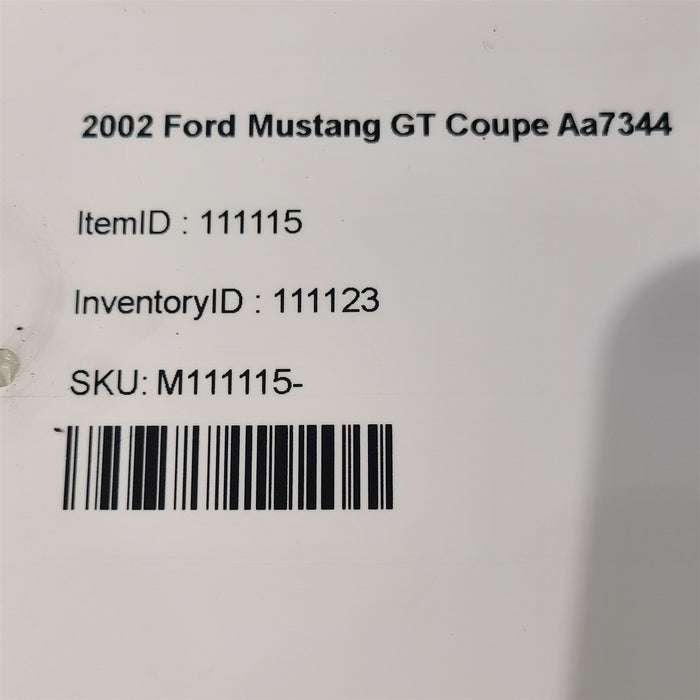 2002 Ford Mustang GT Coupe Aa7344
ItemID : 111115
InventoryID : 111123
SKU: M111115-